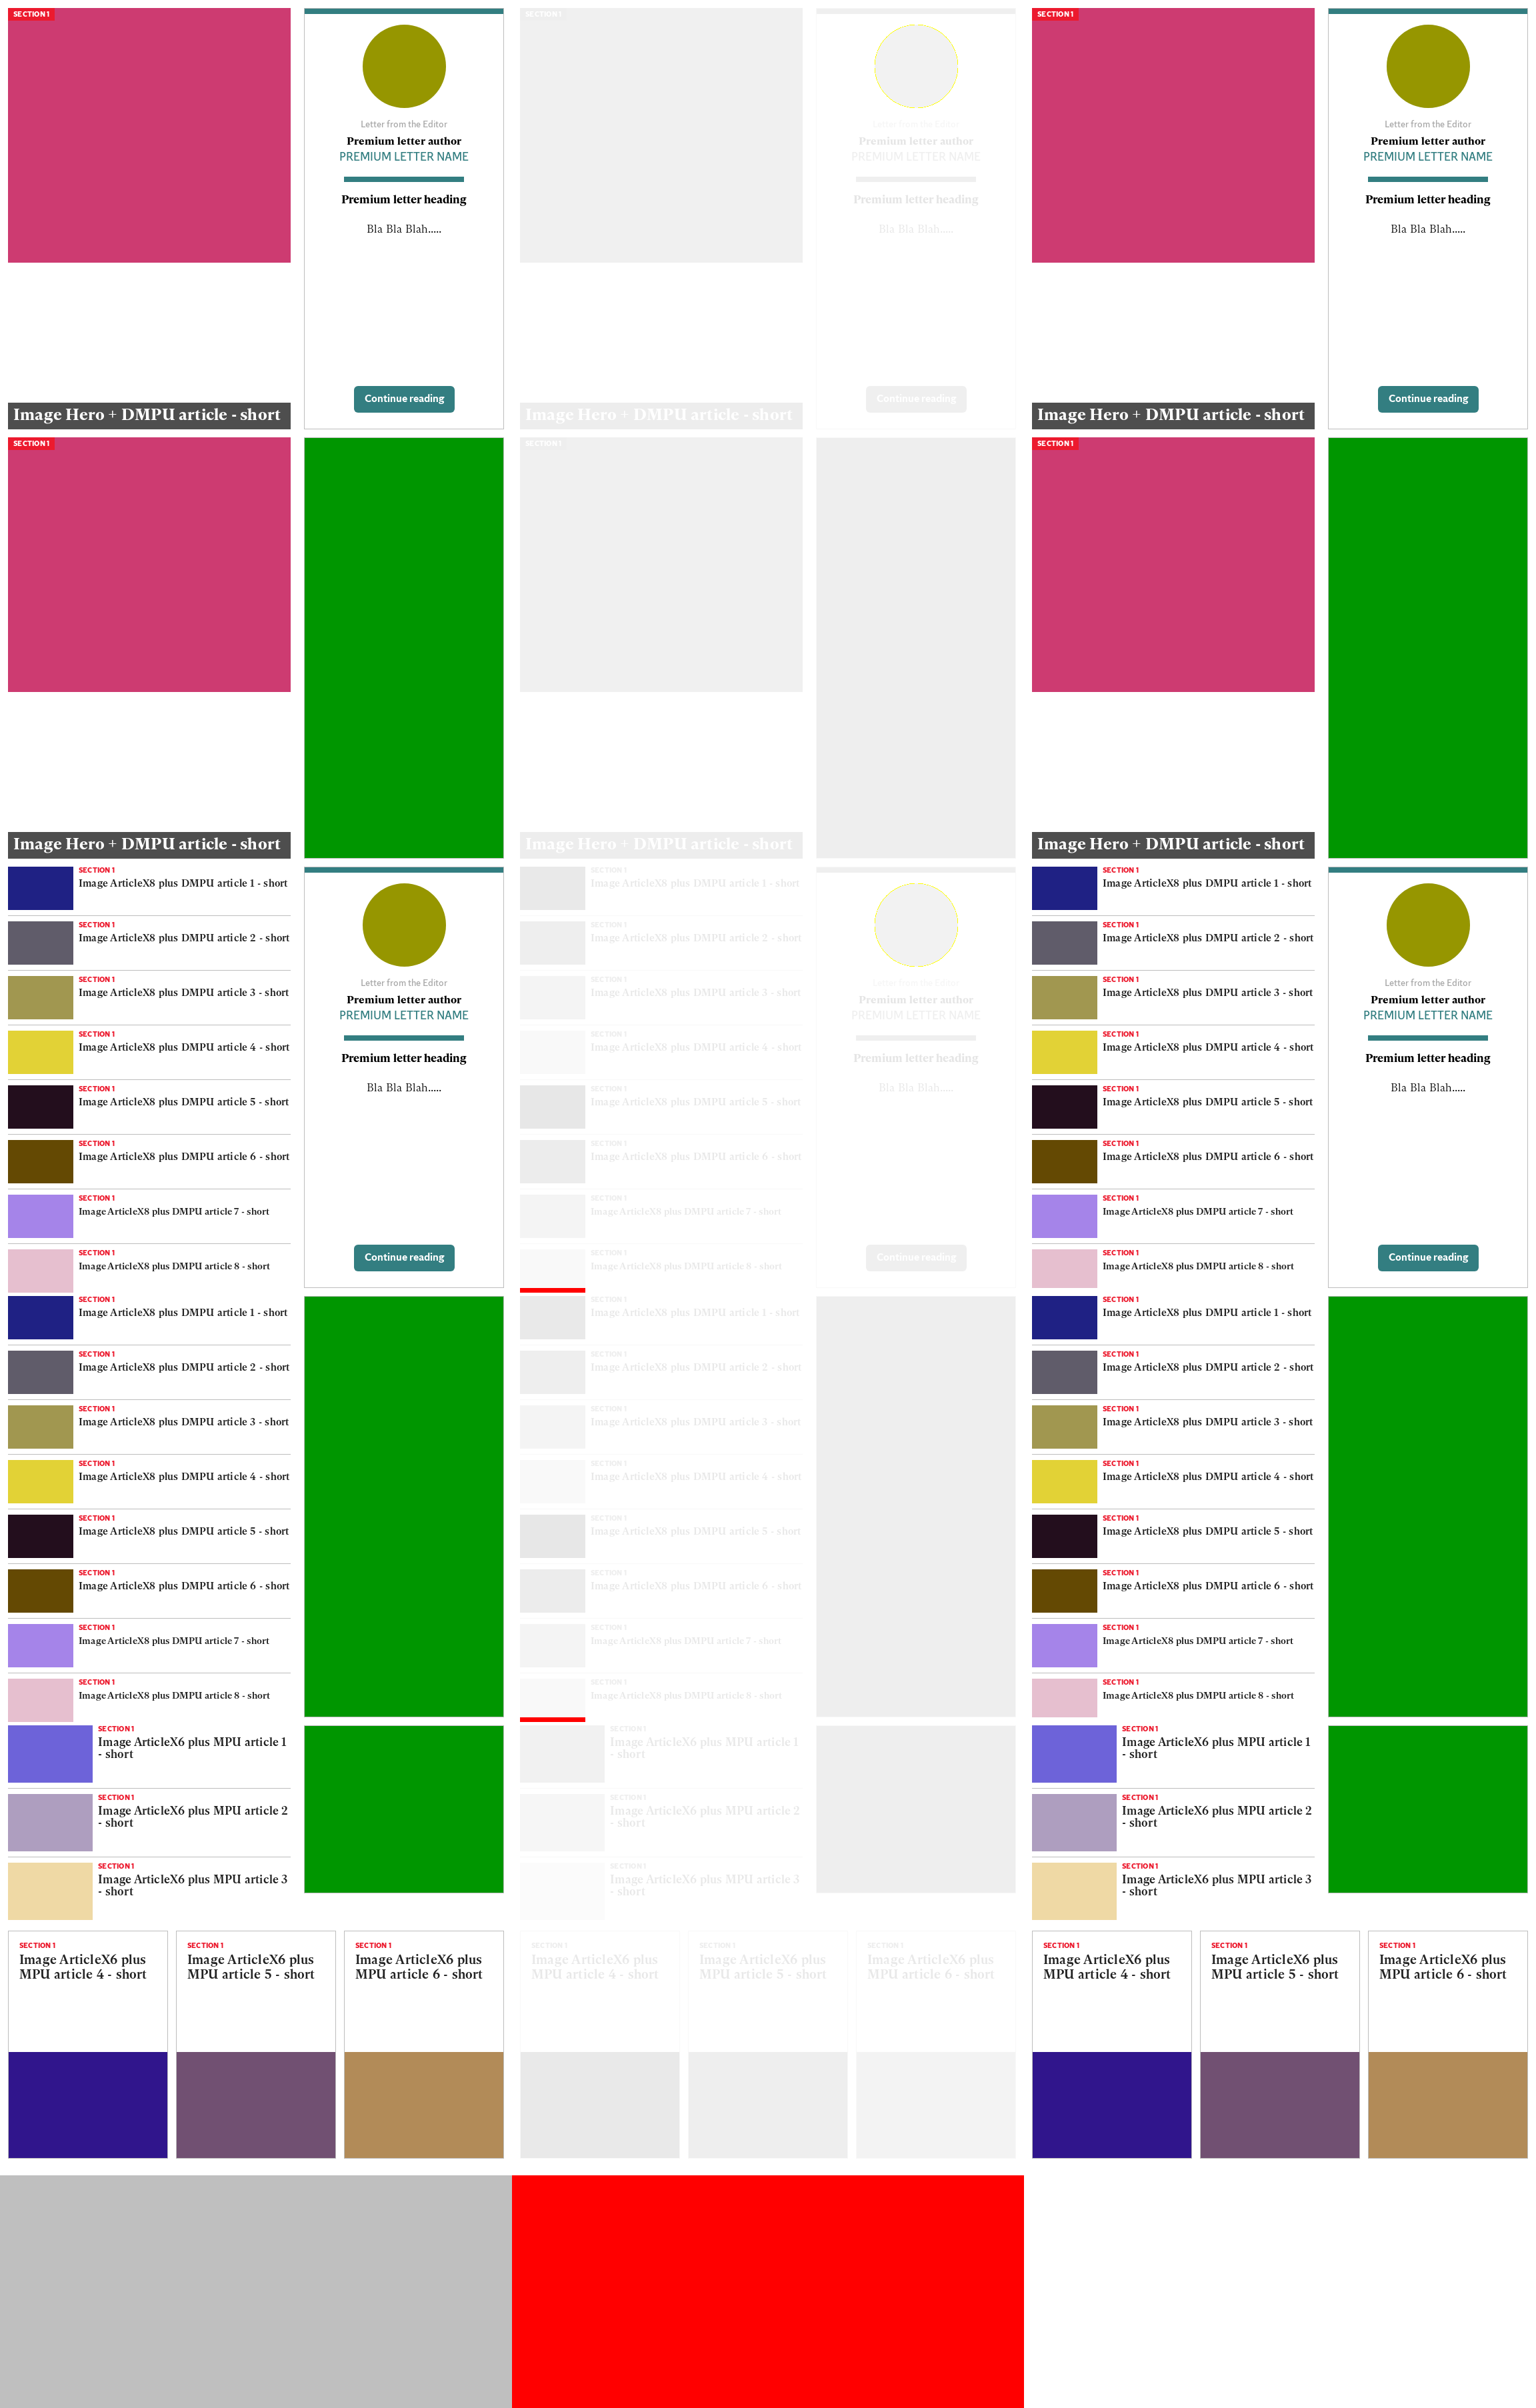 SECTION 1
Image Hero + DMPU article - short
Letter from the Editor
Premium letter author
PREMIUM LETTER NAME
Premium letter heading
Bla Bla Blah.....
Continue reading
SECTION 1
Image Hero + DMPU article - short
SECTION 1
Image ArticleX8 plus DMPU article 1 - short
SECTION 1
Image ArticleX8 plus DMPU article 2 - short
SECTION 1
Image ArticleX8 plus DMPU article 3 - short
SECTION 1
Image ArticleX8 plus DMPU article 4 - short
SECTION 1
Image ArticleX8 plus DMPU article 5 - short
SECTION 1
Image ArticleX8 plus DMPU article 6 - short
SECTION 1
Image ArticleX8 plus DMPU article 7 - short
SECTION 1
Image ArticleX8 plus DMPU article 8 - short
Letter from the Editor
Premium letter author
PREMIUM LETTER NAME
Premium letter heading
Bla Bla Blah.....
Continue reading
SECTION 1
Image ArticleX8 plus DMPU article 1 - short
SECTION 1
Image ArticleX8 plus DMPU article 2 - short
SECTION 1
Image ArticleX8 plus DMPU article 3 - short
SECTION 1
Image ArticleX8 plus DMPU article 4 - short
SECTION 1
Image ArticleX8 plus DMPU article 5 - short
SECTION 1
Image ArticleX8 plus DMPU article 6 - short
SECTION 1
Image ArticleX8 plus DMPU article 7 - short
SECTION 1
Image ArticleX8 plus DMPU article 8 - short
SECTION 1
Image ArticleX6 plus MPU article 1
- short
SECTION 1
Image ArticleX6 plus MPU article 2
- short
SECTION 1
Image ArticleX6 plus MPU article 3
- short
SECTION 1
Image ArticleX6 plus
MPU article 4 - short
SECTION 1
Image ArticleX6 plus
MPU article 5 - short
SECTION 1
Image ArticleX6 plus
MPU article 6 - short
SECTION 1
Image Hero + DMPU article - short
Letter from the Editor
Premium letter author
PREMIUM LETTER NAME
Premium letter heading
Bla Bla Blah.....
Continue reading
SECTION 1
Image Hero + DMPU article - short
SECTION 1
Image ArticleX8 plus DMPU article 1 - short
SECTION 1
Image ArticleX8 plus DMPU article 2 - short
SECTION 1
Image ArticleX8 plus DMPU article 3 - short
SECTION 1
Image ArticleX8 plus DMPU article 4 - short
SECTION 1
Image ArticleX8 plus DMPU article 5 - short
SECTION 1
Image ArticleX8 plus DMPU article 6 - short
SECTION 1
Image ArticleX8 plus DMPU article 7 - short
SECTION 1
Image ArticleX8 plus DMPU article 8 - short
Letter from the Editor
Premium letter author
PREMIUM LETTER NAME
Premium letter heading
Bla Bla Blah.....
Continue reading
SECTION 1
Image ArticleX8 plus DMPU article 1 - short
SECTION 1
Image ArticleX8 plus DMPU article 2 - short
SECTION 1
Image ArticleX8 plus DMPU article 3 - short
SECTION 1
Image ArticleX8 plus DMPU article 4 - short
SECTION 1
Image ArticleX8 plus DMPU article 5 - short
SECTION 1
Image ArticleX8 plus DMPU article 6 - short
SECTION 1
Image ArticleX8 plus DMPU article 7 - short
SECTION 1
Image ArticleX8 plus DMPU article 8 - short
SECTION 1
Image ArticleX6 plus MPU article 1
- short
SECTION 1
Image ArticleX6 plus MPU article 2
- short
SECTION 1
Image ArticleX6 plus MPU article 3
- short
SECTION 1
Image ArticleX6 plus
MPU article 4 - short
SECTION 1
Image ArticleX6 plus
MPU article 5 - short
SECTION 1
Image ArticleX6 plus
MPU article 6 - short
SECTION 1
Image Hero + DMPU article - short
Letter from the Editor
Premium letter author
PREMIUM LETTER NAME
Premium letter heading
Bla Bla Blah.....
Continue reading
SECTION 1
Image Hero + DMPU article - short
SECTION 1
Image ArticleX8 plus DMPU article 1 - short
SECTION 1
Image ArticleX8 plus DMPU article 2 - short
SECTION 1
Image ArticleX8 plus DMPU article 3 - short
SECTION 1
Image ArticleX8 plus DMPU article 4 - short
SECTION 1
Image ArticleX8 plus DMPU article 5 - short
SECTION 1
Image ArticleX8 plus DMPU article 6 - short
SECTION 1
Image ArticleX8 plus DMPU article 7 - short
SECTION 1
Image ArticleX8 plus DMPU article 8 - short
Letter from the Editor
Premium letter author
PREMIUM LETTER NAME
Premium letter heading
Bla Bla Blah.....
Continue reading
SECTION 1
Image ArticleX8 plus DMPU article 1 - short
SECTION 1
Image ArticleX8 plus DMPU article 2 - short
SECTION 1
Image ArticleX8 plus DMPU article 3 - short
SECTION 1
Image ArticleX8 plus DMPU article 4 - short
SECTION 1
Image ArticleX8 plus DMPU article 5 - short
SECTION 1
Image ArticleX8 plus DMPU article 6 - short
SECTION 1
Image ArticleX8 plus DMPU article 7 - short
SECTION 1
Image ArticleX8 plus DMPU article 8 - short
SECTION 1
Image ArticleX6 plus MPU article 1
- short
SECTION 1
Image ArticleX6 plus MPU article 2
- short
SECTION 1
Image ArticleX6 plus MPU article 3
- short
SECTION 1
Image ArticleX6 plus
MPU article 4 - short
SECTION 1
Image ArticleX6 plus
MPU article 5 - short
SECTION 1
Image ArticleX6 plus
MPU article 6 - short